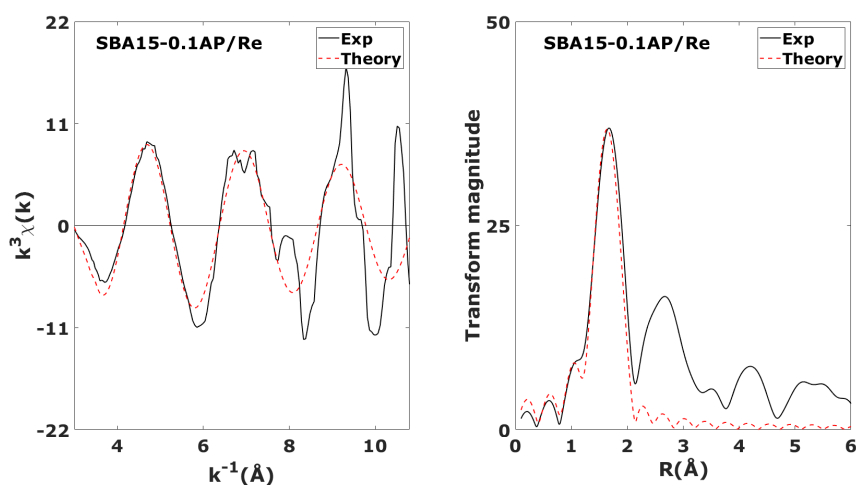 SBA15-0.1AP/Re
Exp
Theory
22
11
0
-11
-22
k³χ(k)
4
6
8
10
k⁻¹(Å)
SBA15-0.1AP/Re
Exp
Theory
50
25
0
Transform magnitude
0
1
2
3
4
5
6
R(Å)